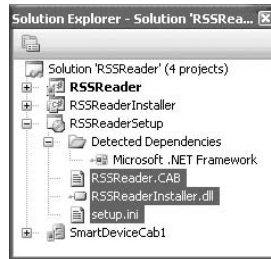 Solution Explorer - Solution 'RSSRea...
Solution 'RSSReader' (4 projects)
RSSReader
RSSReaderInstaller
RSSReaderSetup
Detected Dependencies
Microsoft .NET Framework
RSSReader.CAB
RSSReaderInstaller.dll
setup.ini
SmartDeviceCab1